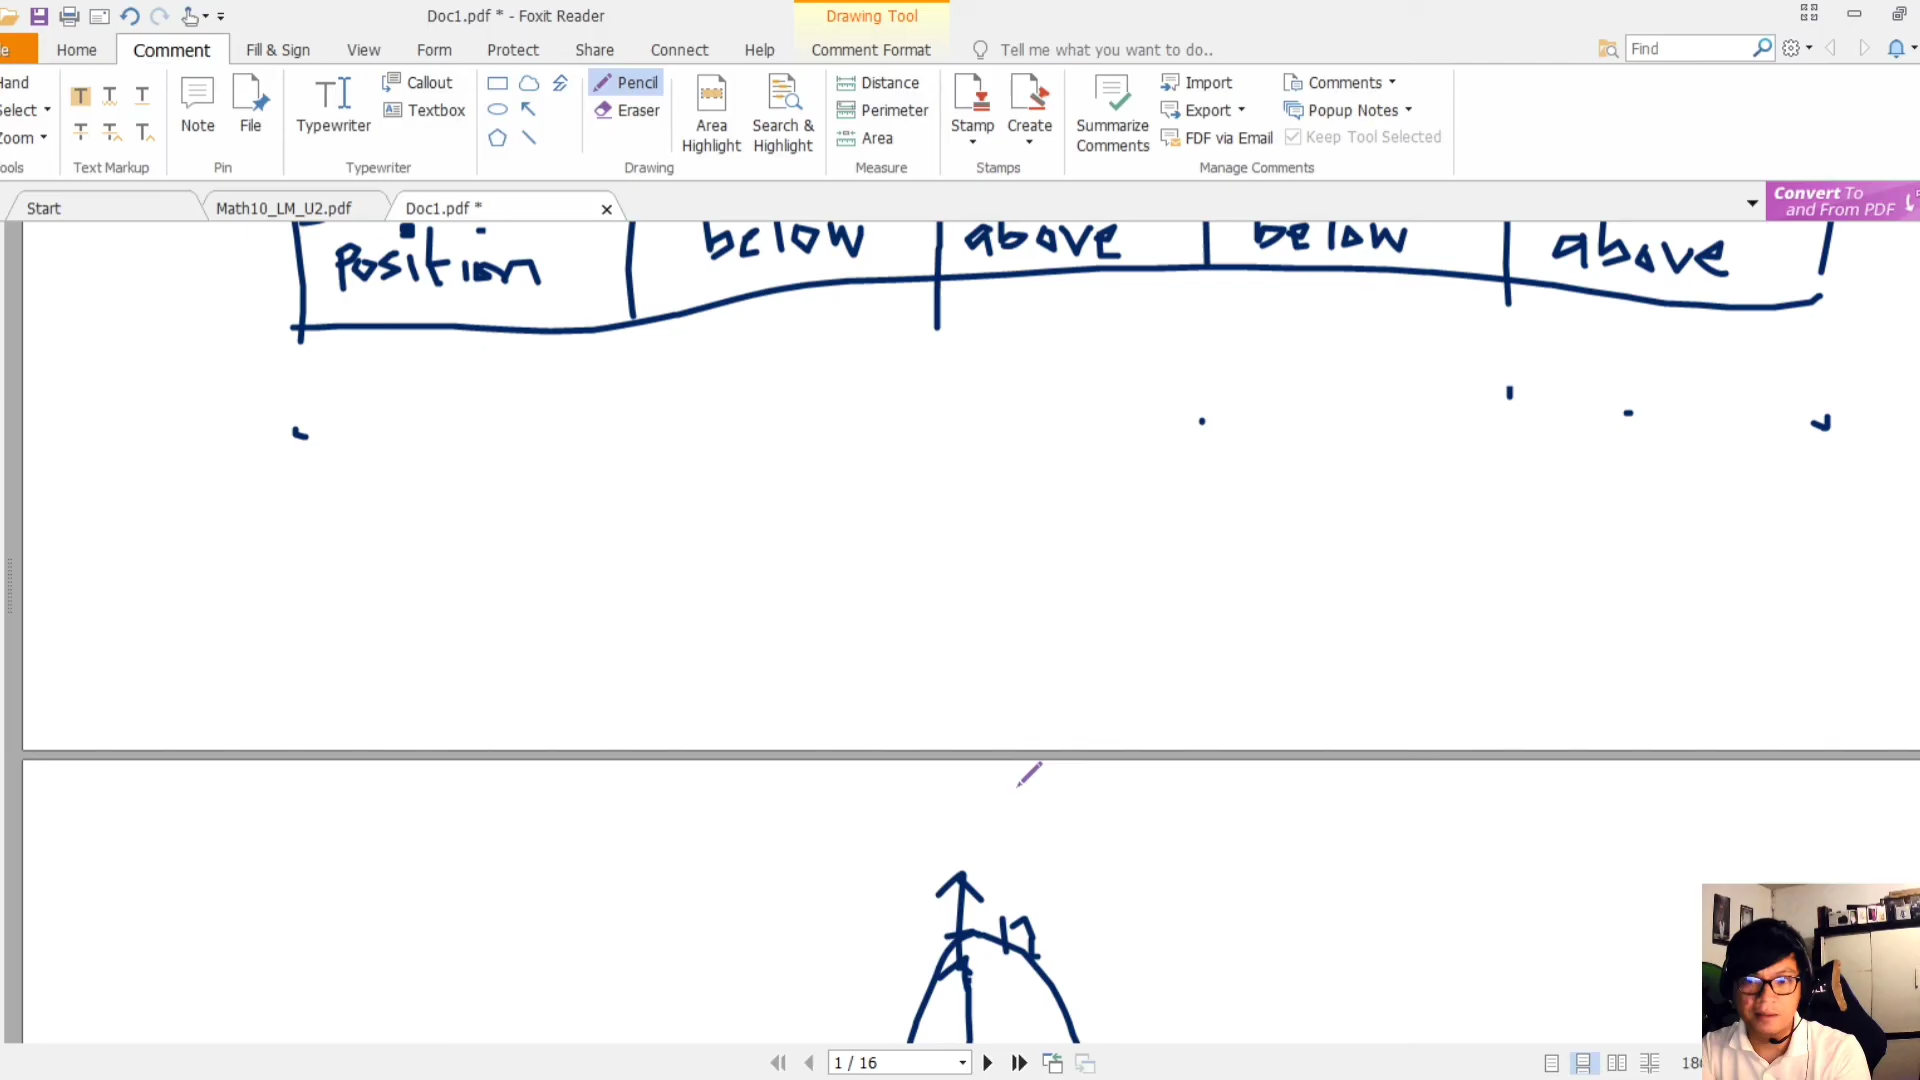 Doc1.pdf * - Foxit Reader
Drawing Tool
Home Comment Fill & Sign View Form Protect Share Connect Help Comment Format Tell me what you want to do.. Find
Note File Typewriter Callout Textbox Pencil Eraser Area Highlight Search & Highlight Distance Perimeter Area Stamp Create Summarize Comments Import Export FDF via Email Comments Popup Notes Keep Tool Selected
Text Markup Pin Typewriter Drawing Measure Stamps Manage Comments
Start Math10_LM_U2.pdf Doc1.pdf * Convert To and From PDF
Position below above below above
12
1 / 16